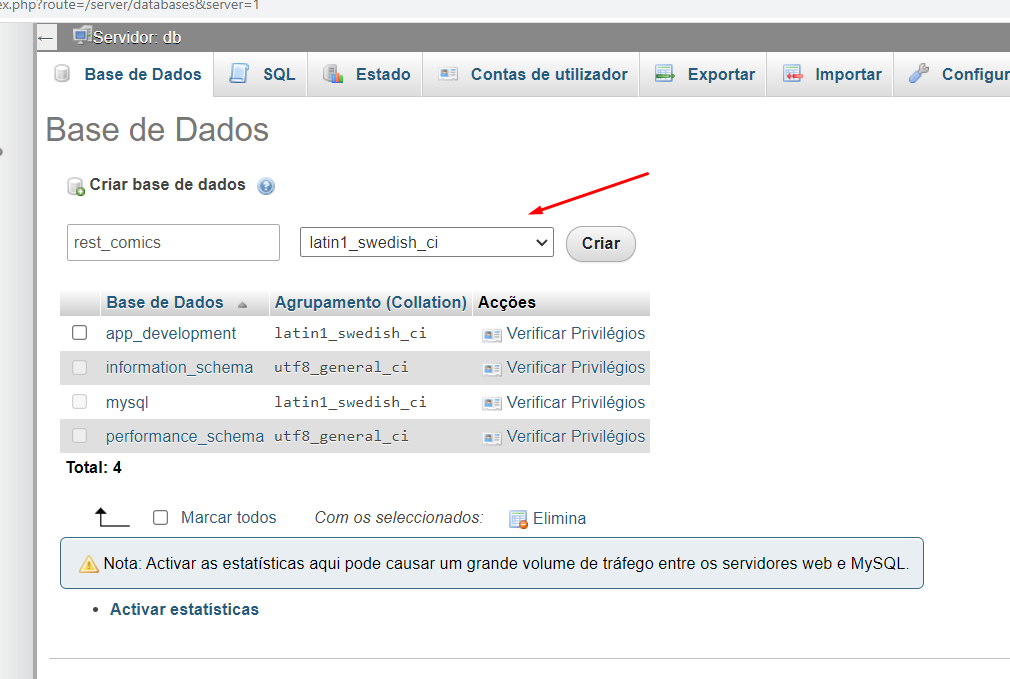 ex.php?route=/server/databases&server=1
Servidor: db
Base de Dados SQL Estado Contas de utilizador Exportar Importar Configur
Base de Dados
Criar base de dados
rest_comics latin1_swedish_ci Criar
Base de Dados Agrupamento (Collation) Acções
app_development latin1_swedish_ci Verificar Privilégios
information_schema utf8_general_ci Verificar Privilégios
mysql latin1_swedish_ci Verificar Privilégios
performance_schema utf8_general_ci Verificar Privilégios
Total: 4
Marcar todos Com os seleccionados: Elimina
Nota: Activar as estatísticas aqui pode causar um grande volume de tráfego entre os servidores web e MySQL.
• Activar estatísticas